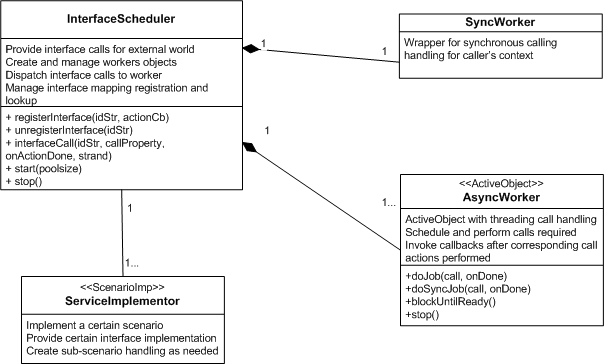 InterfaceScheduler
Provide interface calls for external world
Create and manage workers objects
Dispatch interface calls to worker
Manage interface mapping registration and
lookup
+ registerInterface(idStr, actionCb)
+ unregisterInterface(idStr)
+ interfaceCall(idStr, callProperty,
onActionDone, strand)
+ start(poolsize)
+ stop()
1
1
SyncWorker
Wrapper for synchronous calling
handling for caller's context
1
1...
<<ActiveObject>>
AsyncWorker
ActiveObject with threading call handling
Schedule and perform calls required
Invoke callbacks after corresponding call
actions performed
+doJob(call, onDone)
+doSyncJob(call, onDone)
+blockUntilReady()
+stop()
1
1...
<<ScenarioImp>>
ServiceImplementor
Implement a certain scenario
Provide certain interface implementation
Create sub-scenario handling as needed